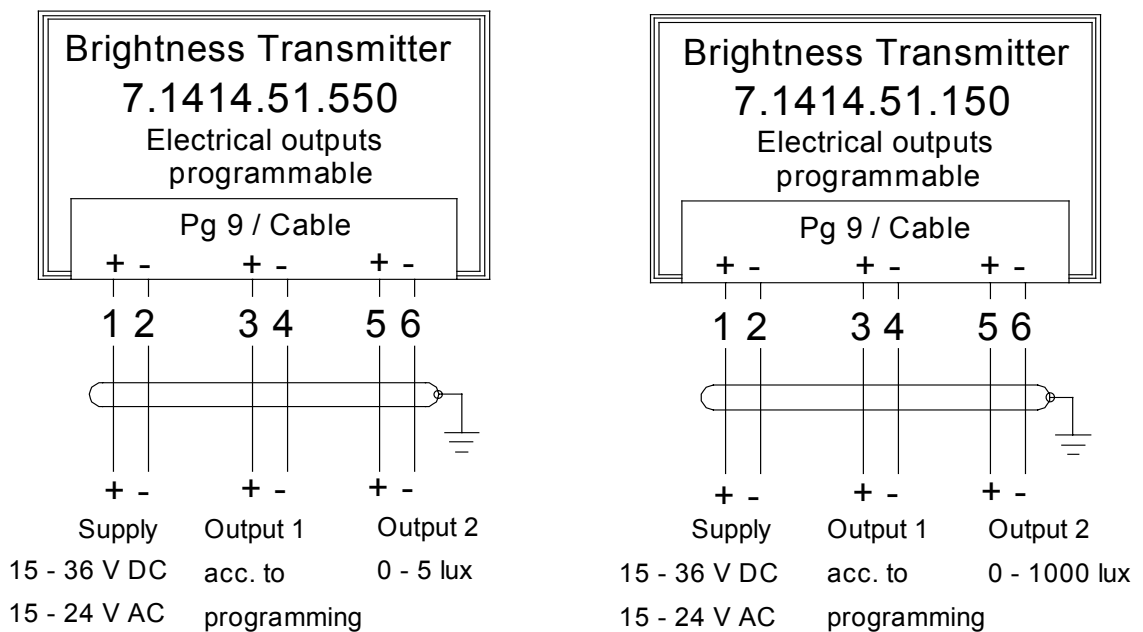 Brightness Transmitter
7.1414.51.550
Electrical outputs
programmable
Pg 9 / Cable
+ - + - + -
1 2 3 4 5 6
+ - + - + -
Supply Output 1 Output 2
15 - 36 V DC acc. to 0 - 5 lux
15 - 24 V AC programming
Brightness Transmitter
7.1414.51.150
Electrical outputs
programmable
Pg 9 / Cable
+ - + - + -
1 2 3 4 5 6
+ - + - + -
Supply Output 1 Output 2
15 - 36 V DC acc. to 0 - 1000 lux
15 - 24 V AC programming